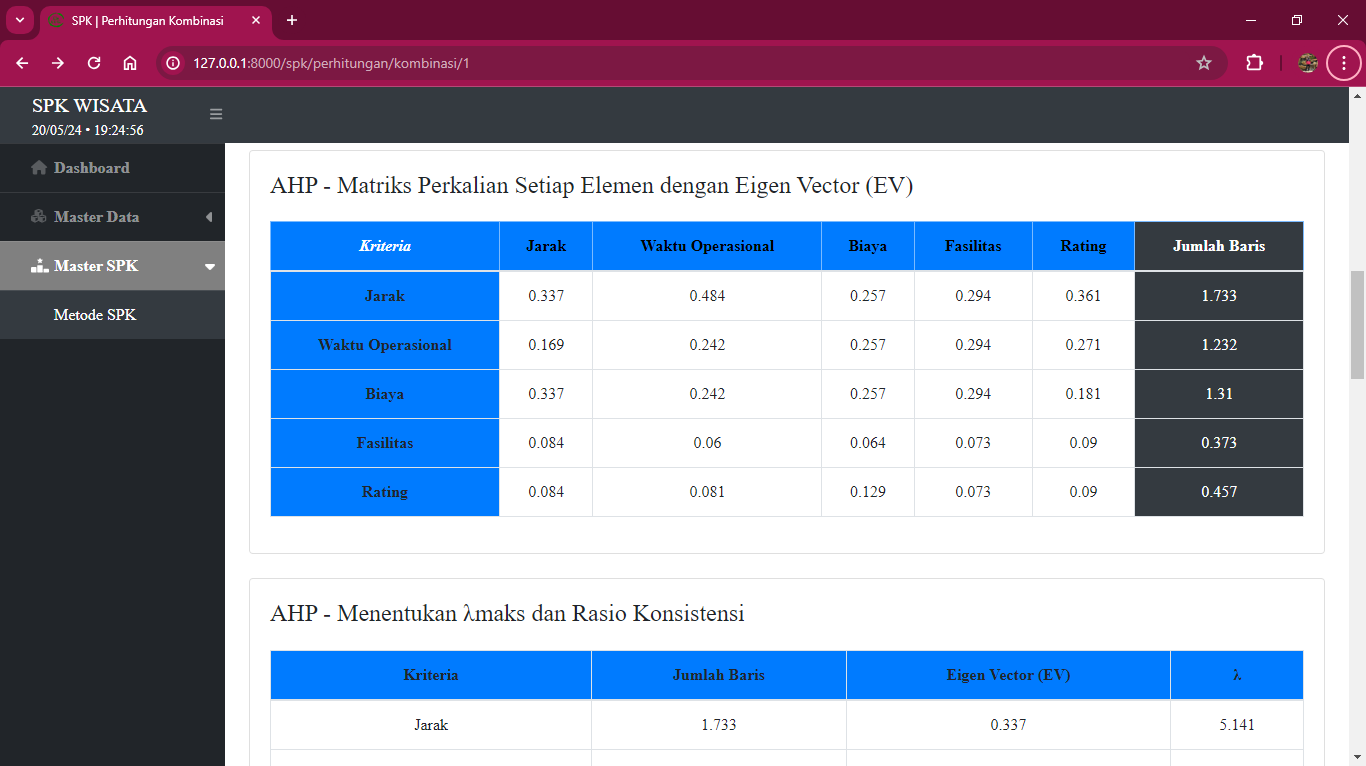 SPK | Perhitungan Kombinasi
127.0.0.1:8000/spk/perhitungan/kombinasi/1
SPK WISATA
20/05/24 • 19:24:56
Dashboard
Master Data
Master SPK
Metode SPK
AHP - Matriks Perkalian Setiap Elemen dengan Eigen Vector (EV)
Kriteria Jarak Waktu Operasional Biaya Fasilitas Rating Jumlah Baris
Jarak 0.337 0.484 0.257 0.294 0.361 1.733
Waktu Operasional 0.169 0.242 0.257 0.294 0.271 1.232
Biaya 0.337 0.242 0.257 0.294 0.181 1.31
Fasilitas 0.084 0.06 0.064 0.073 0.09 0.373
Rating 0.084 0.081 0.129 0.073 0.09 0.457
AHP - Menentukan λmaks dan Rasio Konsistensi
Kriteria Jumlah Baris Eigen Vector (EV) λ
Jarak 1.733 0.337 5.141